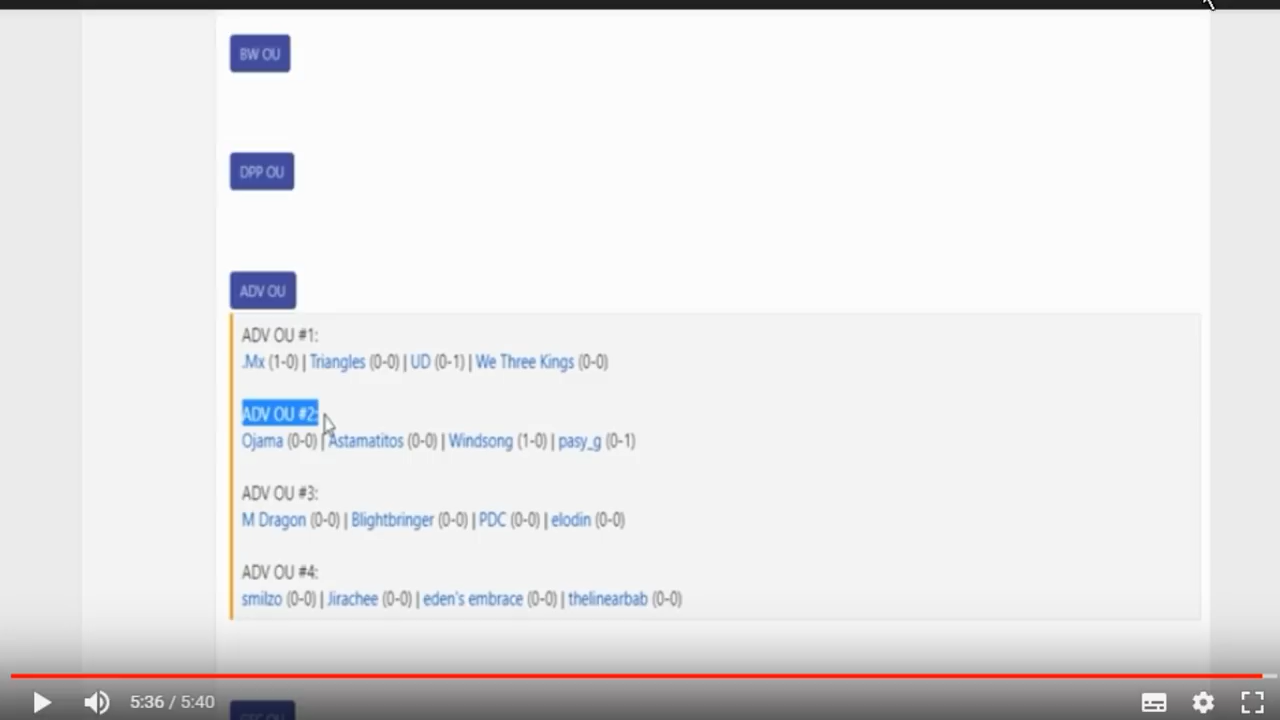 BW OU
DPP OU
ADV OU
ADV OU #1:
.Mx (1-0) | Triangles (0-0) | UD (0-1) | We Three Kings (0-0)
ADV OU #2:
Ojama (0-0) | Astamatitos (0-0) | Windsong (1-0) | pasy_g (0-1)
ADV OU #3:
M Dragon (0-0) | Blightbringer (0-0) | PDC (0-0) | elodin (0-0)
ADV OU #4:
smilzo (0-0) | Jirachee (0-0) | eden's embrace (0-0) | thelinearbab (0-0)
5:36 / 5:40